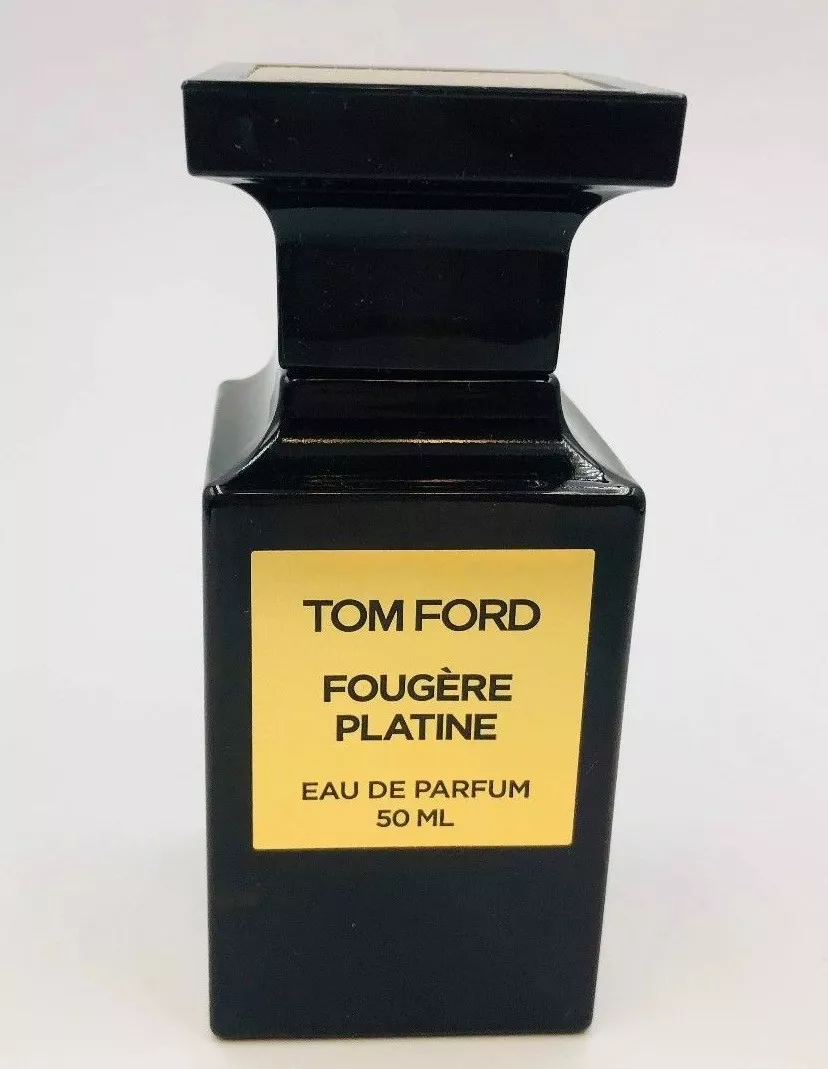 TOM FORD
FOUGÈRE
PLATINE
EAU DE PARFUM
50 ML